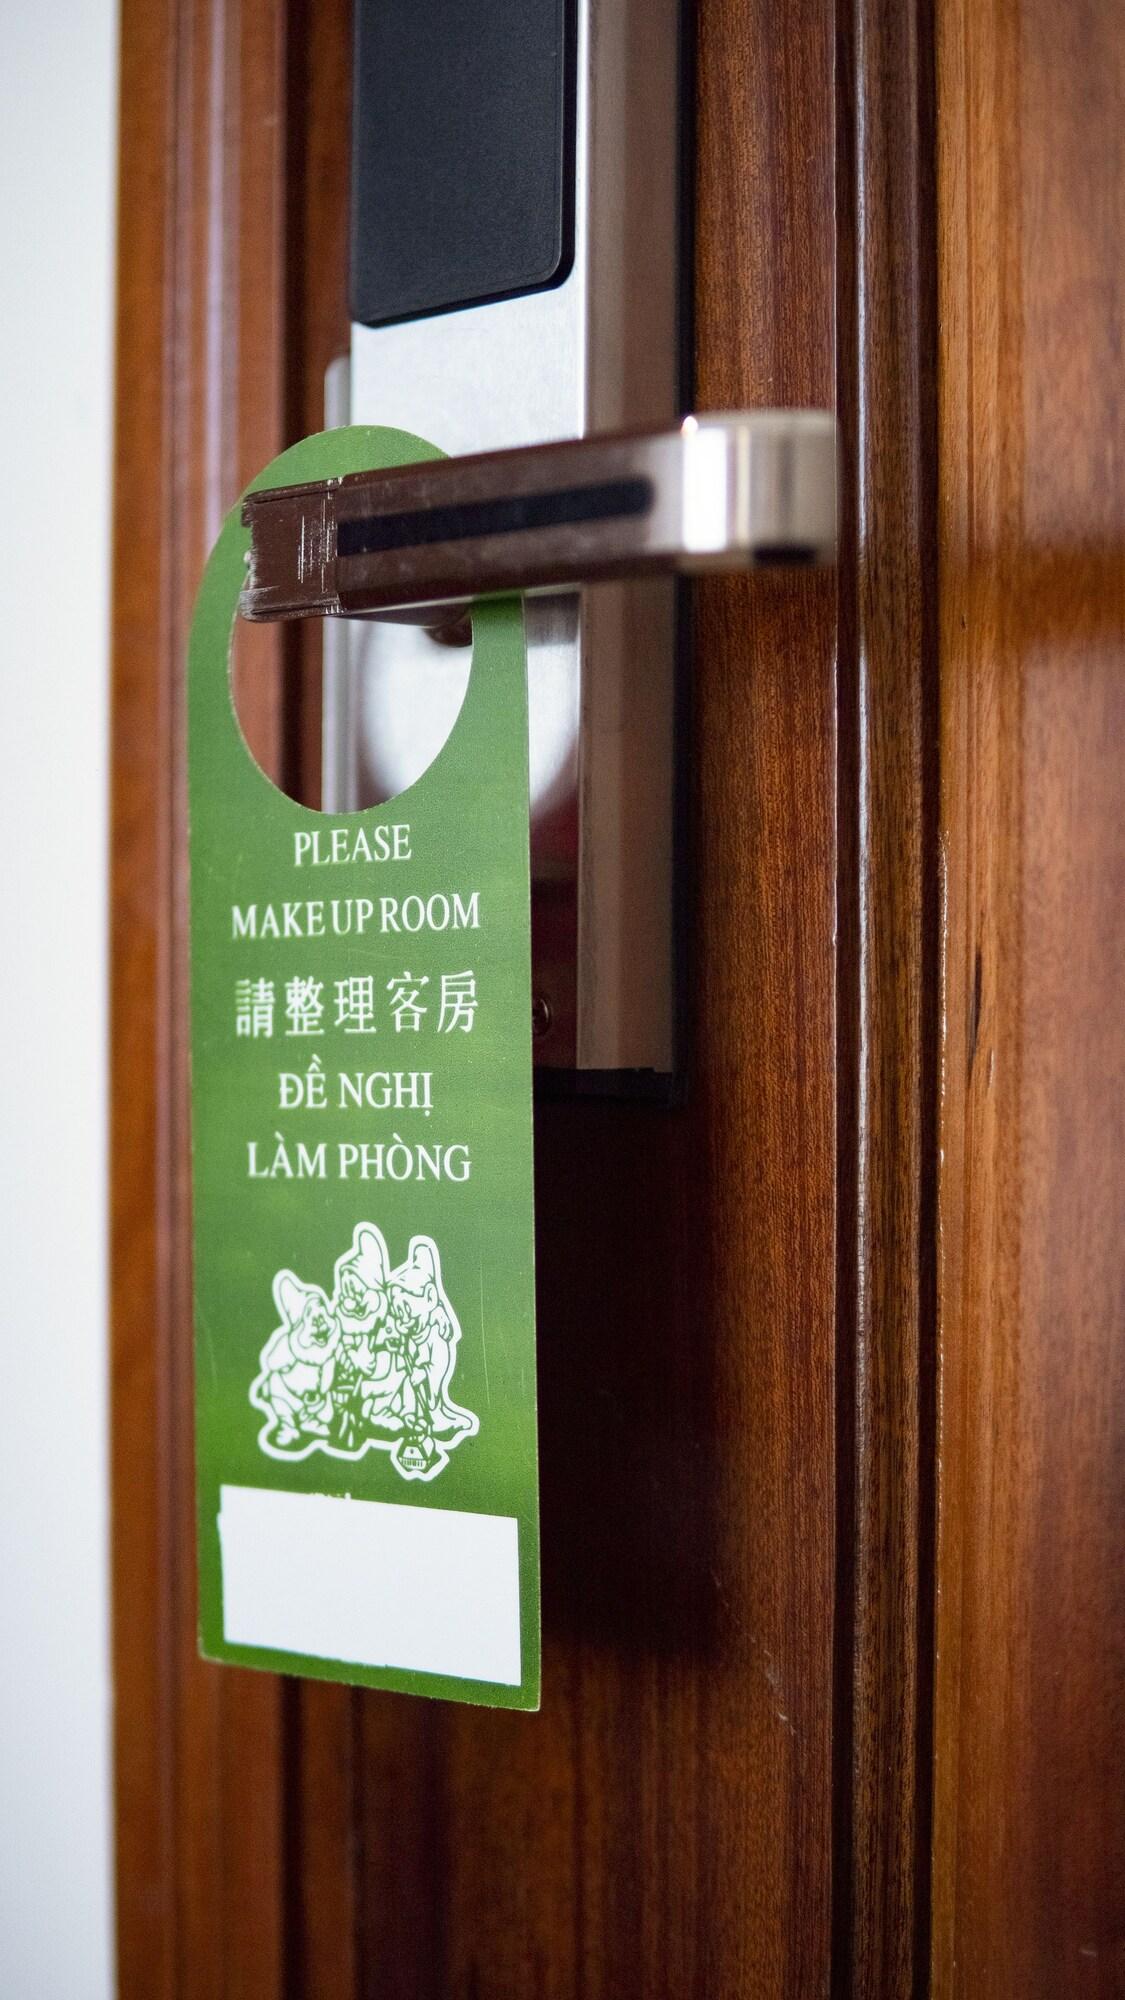 PLEASE
MAKE UP ROOM
請整理客房
ĐỀ NGHỊ
LÀM PHÒNG